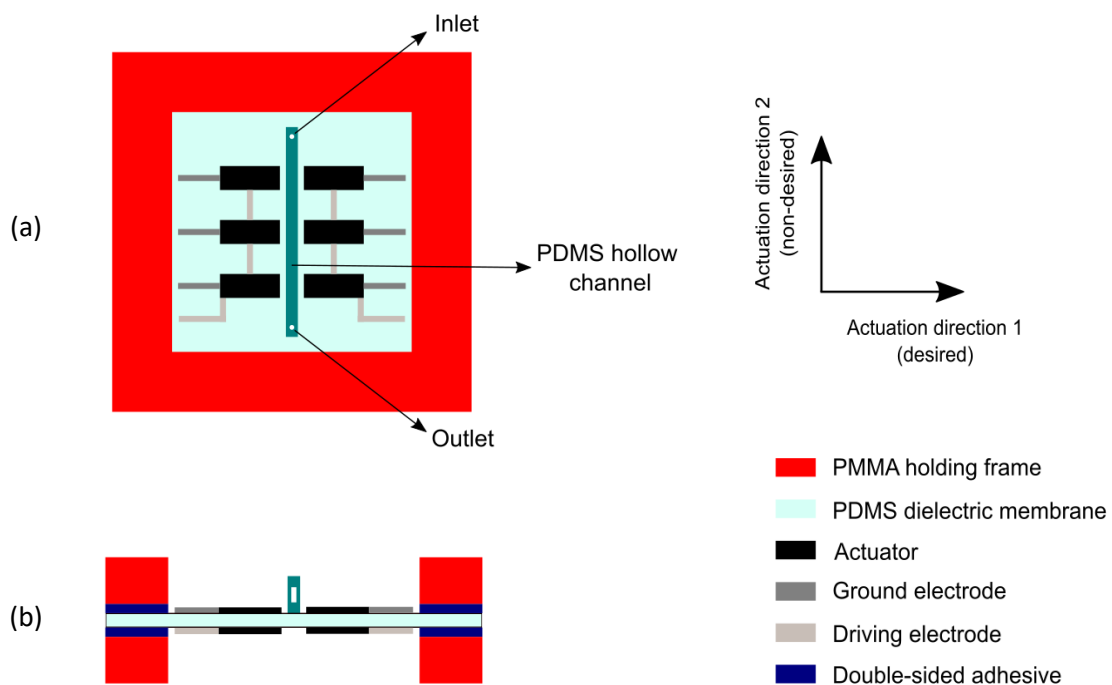 Inlet
(a)
PDMS hollow
channel
Outlet
Actuation direction 2
(non-desired)
Actuation direction 1
(desired)
(b)
PMMA holding frame
PDMS dielectric membrane
Actuator
Ground electrode
Driving electrode
Double-sided adhesive